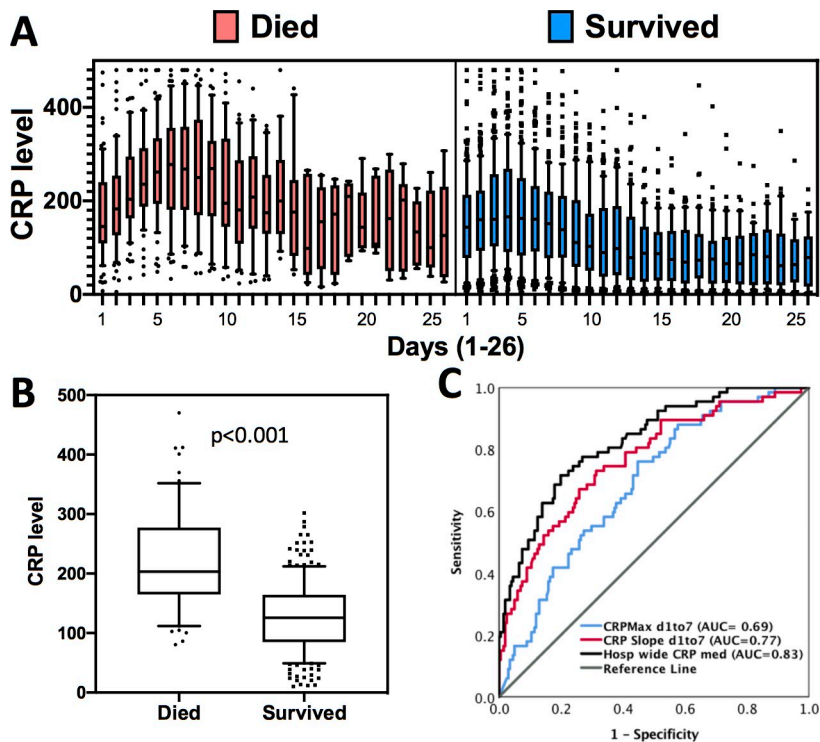 A
Died
Survived
CRP level
400
200
0
1 5 10 15 20 25 1 5 10 15 20 25
Days (1-26)
B
CRP level
500
400
300
200
100
0
p<0.001
Died Survived
C
Sensitivity
1.0
0.8
0.6
0.4
0.2
0.0
CRPMax d1to7 (AUC= 0.69)
CRP Slope d1to7 (AUC=0.77)
Hosp wide CRP med (AUC=0.83)
Reference Line
0.0 0.2 0.4 0.6 0.8 1.0
1 - Specificity